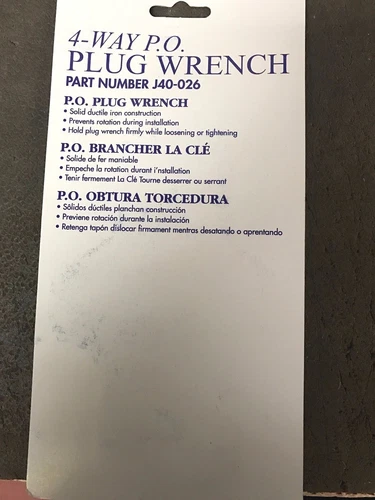 4-WAY P.O.
PLUG WRENCH
PART NUMBER J40-026
P.O. PLUG WRENCH
• Solid ductile iron construction
• Prevents rotation during installation
• Hold plug wrench firmly while loosening or tightening
P.O. BRANCHER LA CLÉ
• Solide de fer maniable
• Empeche la rotation durant i'nstallation
• Tenir fermement La Clé Tourne desserrer ou serrant
P.O. OBTURA TORCEDURA
• Sólidos dúctiles planchan construcción
• Previene rotación durante la instalación
• Retenga tapón dislocar firmament mentras desatando o aprentando